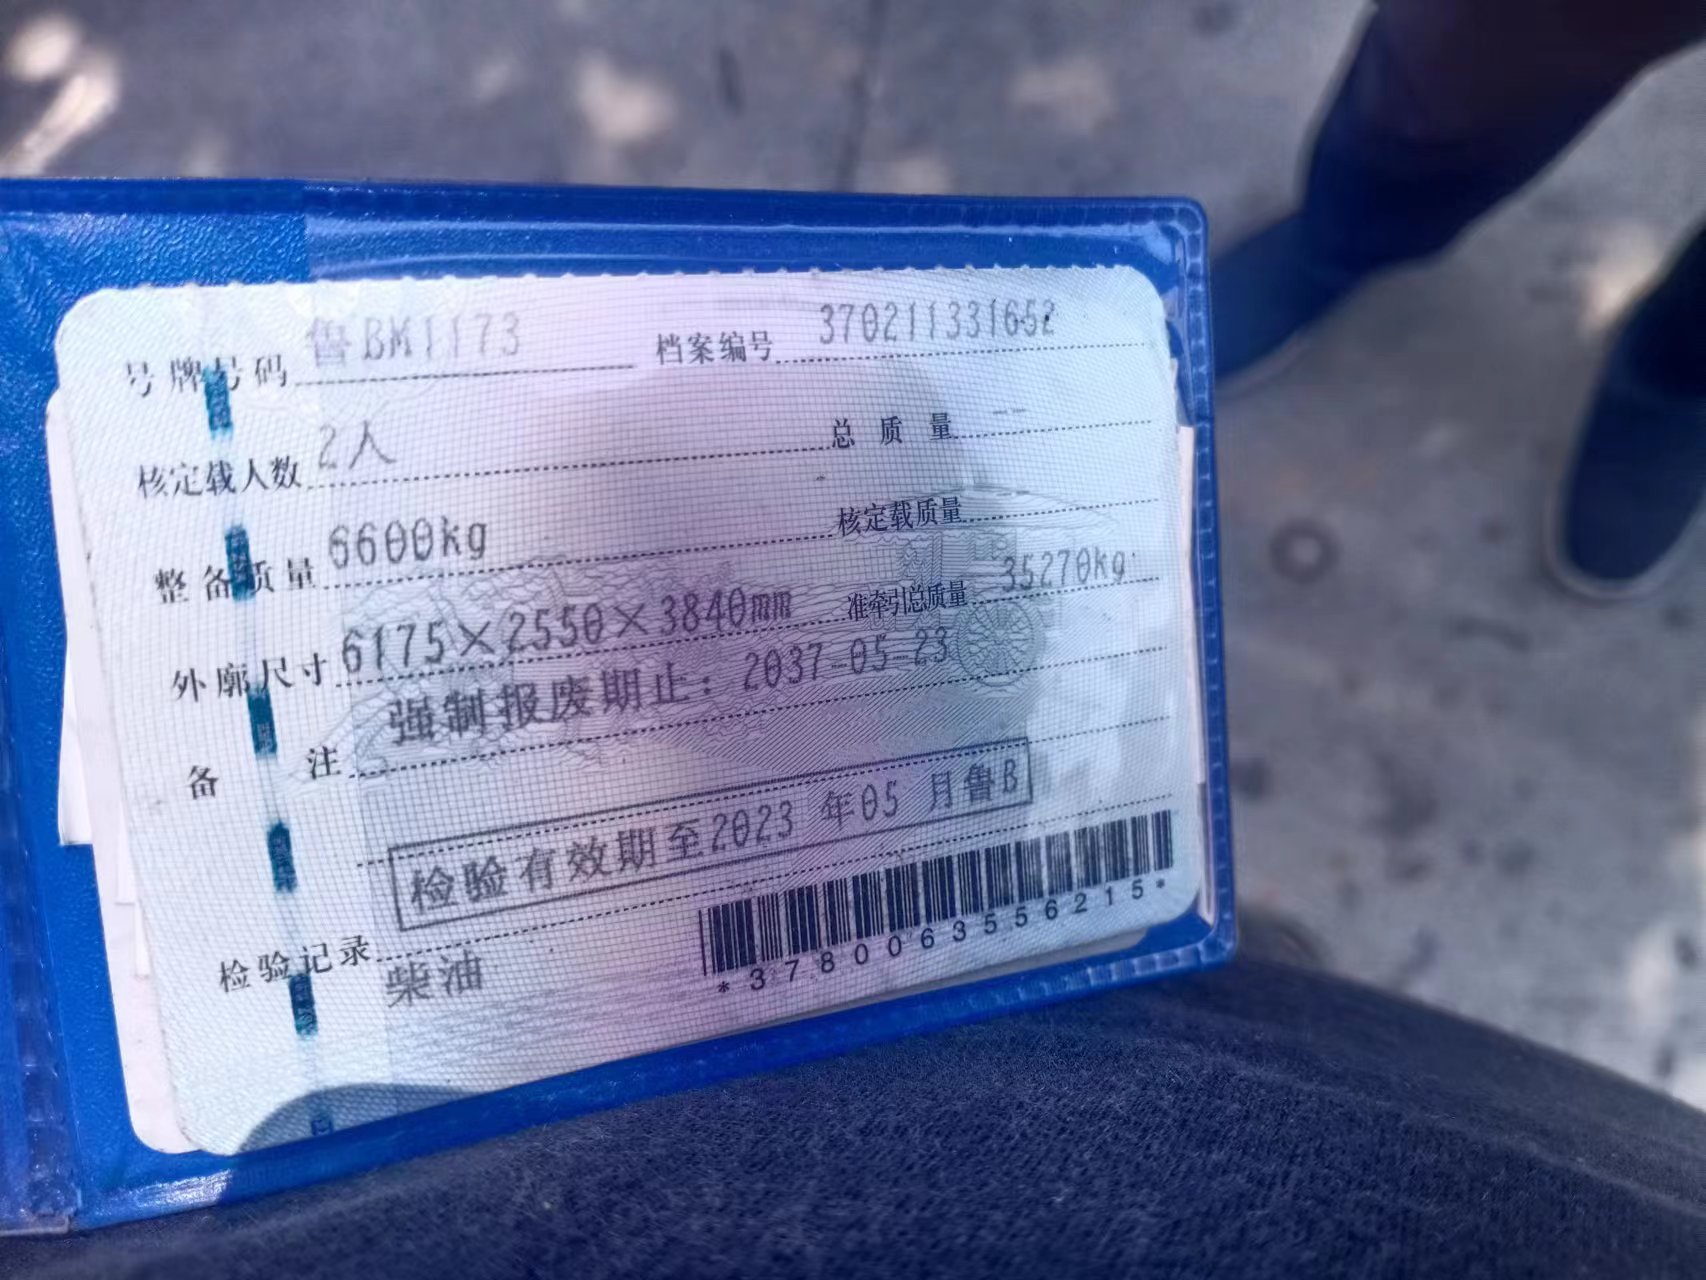 号牌号码 鲁BM1173 档案编号 370211331652
核定载人数 2人 总质量 --
整备质量 6600kg 核定载质量
外廓尺寸 6175×2550×3840mm 准牵引总质量 35270kg
备注 强制报废期止：2037-05-23
检验有效期至2023年05月鲁B
检验记录
柴油
*3780063556215*